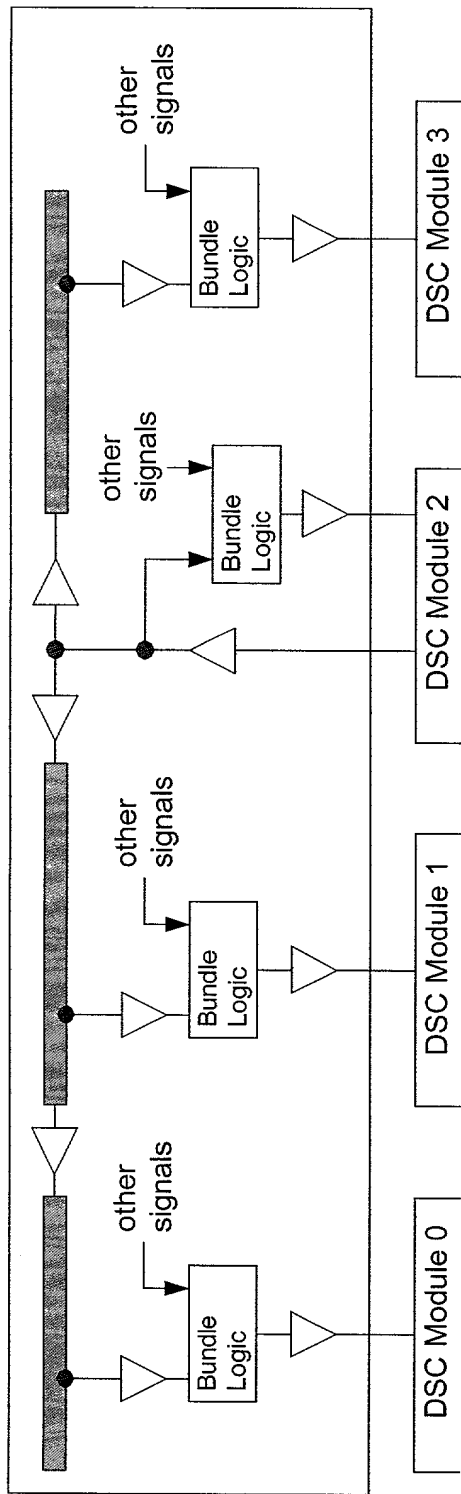 other
signals
Bundle
Logic
other
signals
Bundle
Logic
other
signals
Bundle
Logic
other
signals
Bundle
Logic
DSC Module 0
DSC Module 1
DSC Module 2
DSC Module 3